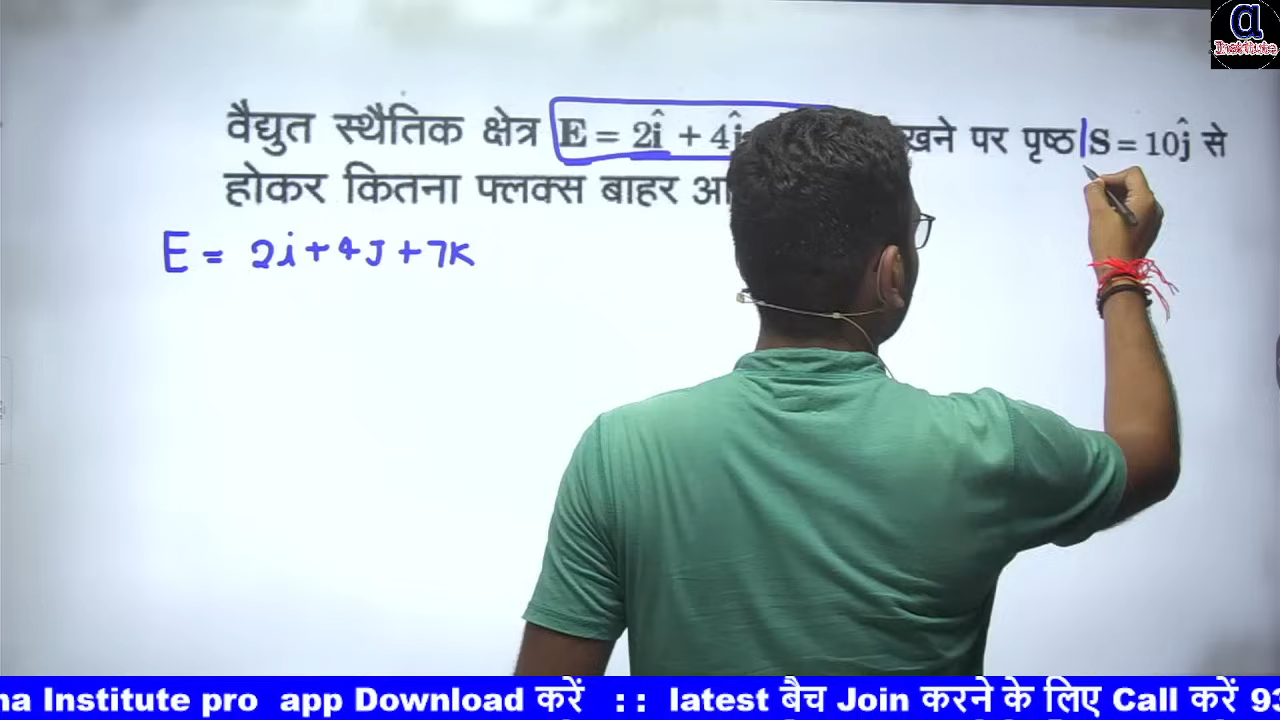 α
Institute
वैद्युत स्थैतिक क्षेत्र E = 2î + 4ĵ खने पर पृष्ठ S = 10ĵ से
होकर कितना फ्लक्स बाहर आ
E = 2i + 4J + 7K
na Institute pro app Download करें :: latest बैच Join करने के लिए Call करें 93